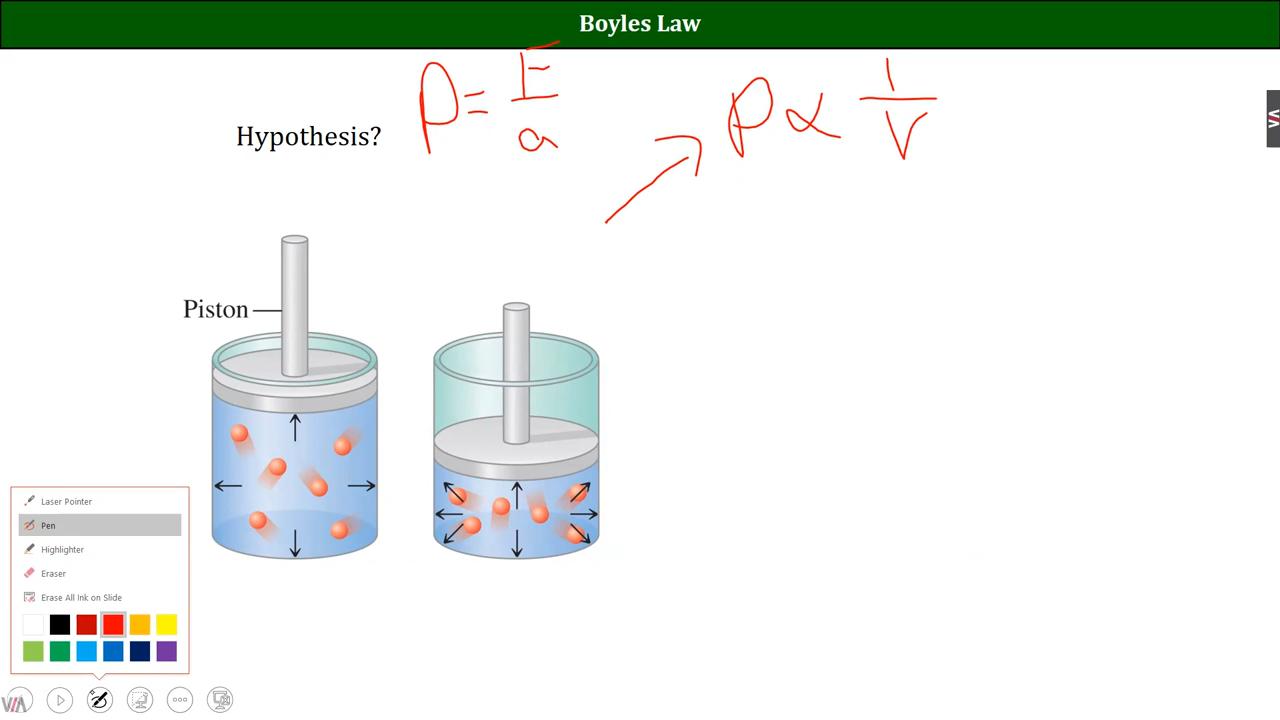 Boyles Law
P = F/a
P ∝ 1/V
Hypothesis?
Piston
Laser Pointer
Pen
Highlighter
Eraser
Erase All Ink on Slide